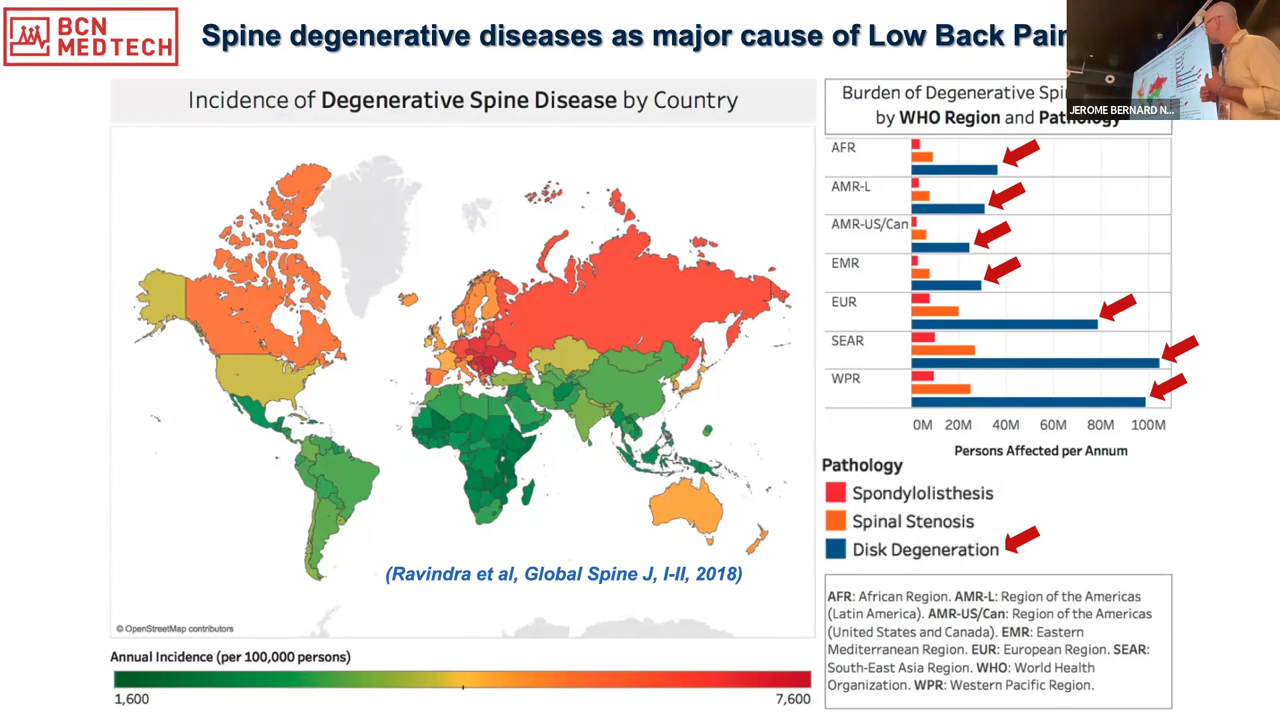 BCN
MEDTECH
Spine degenerative diseases as major cause of Low Back Pain
JEROME BERNARD N...
Incidence of Degenerative Spine Disease by Country
Burden of Degenerative
by WHO Region and Pathology
AFR
AMR-L
AMR-US/Can
EMR
EUR
SEAR
WPR
0M 20M 40M 60M 80M 100M
Persons Affected per Annum
Pathology
Spondylolisthesis
Spinal Stenosis
Disk Degeneration
(Ravindra et al, Global Spine J, I-II, 2018)
© OpenStreetMap contributors
AFR: African Region. AMR-L: Region of the Americas
(Latin America). AMR-US/Can: Region of the Americas
(United States and Canada). EMR: Eastern
Mediterranean Region. EUR: European Region. SEAR:
South-East Asia Region. WHO: World Health
Organization. WPR: Western Pacific Region.
Annual Incidence (per 100,000 persons)
1,600 7,600